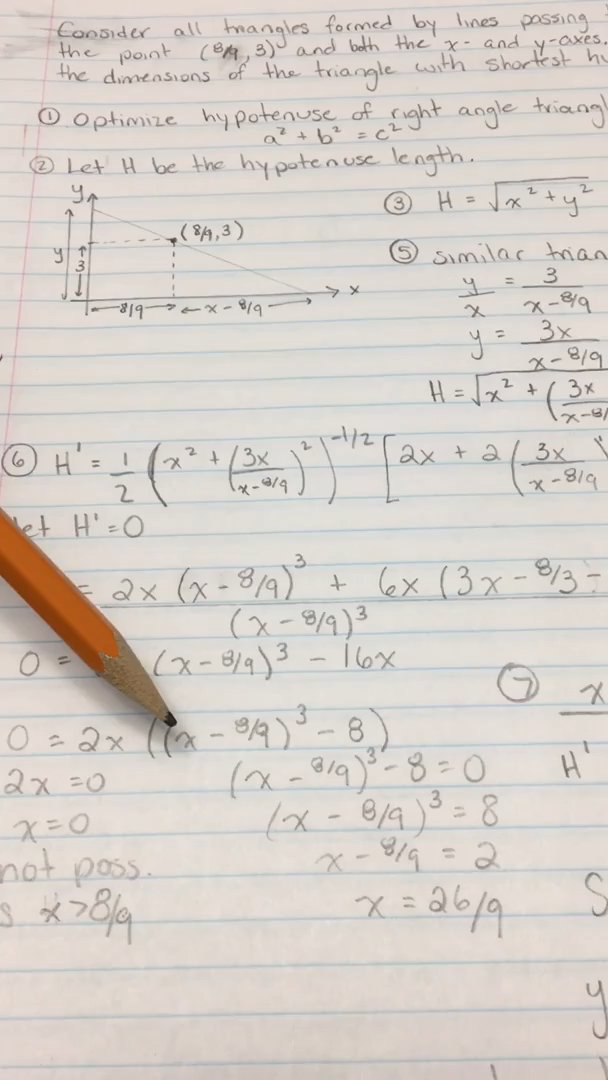 Consider all triangles formed by lines passing
the point (8/9, 3) and both the x- and y-axes.
the dimensions of the triangle with shortest
① Optimize hypotenuse of right angle
a² + b² = c²
② Let H be the hypotenuse length.
③ H = √x² + y²
y
(8/9, 3)
y
3
x
8/9
x - 8/9
⑤ similar
y/x = 3/(x - 8/9)
y = 3x/(x - 8/9)
H = √x² + (3x/(x - 8/9
⑥ H' = 1/2 (x² + (3x/(x - 8/9))²)^-1/2 [2x + 2(3x/(x - 8/9)
let H' = 0
= 2x (x - 8/9)³ + 6x (3x - 8/3 -
(x - 8/9)³
0 = (x - 8/9)³ - 16x
⑦ x
0 = 2x ((x - 8/9)³ - 8)
H'
2x = 0 (x - 8/9)³ - 8 = 0
x = 0 (x - 8/9)³ = 8
not poss. x - 8/9 = 2
x > 8/9 x = 26/9
S
y